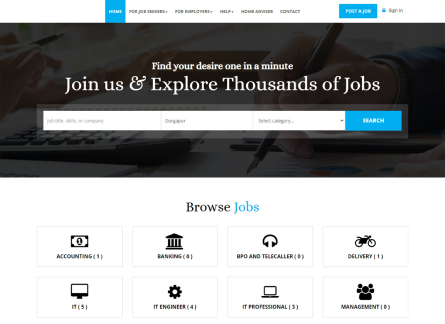 HOME FOR JOB SEEKERS FOR EMPLOYERS HELP HOME ADVISER CONTACT POST A JOB Sign In
Find your desire one in a minute
Join us & Explore Thousands of Jobs
job title, skills, or company Durgapur Select category... SEARCH
Browse Jobs
ACCOUNTING ( 1 ) BANKING ( 0 ) BPO AND TELECALLER ( 0 ) DELIVERY ( 1 )
IT ( 5 ) IT ENGINEER ( 4 ) IT PROFESSIONAL ( 3 ) MANAGEMENT ( 0 )